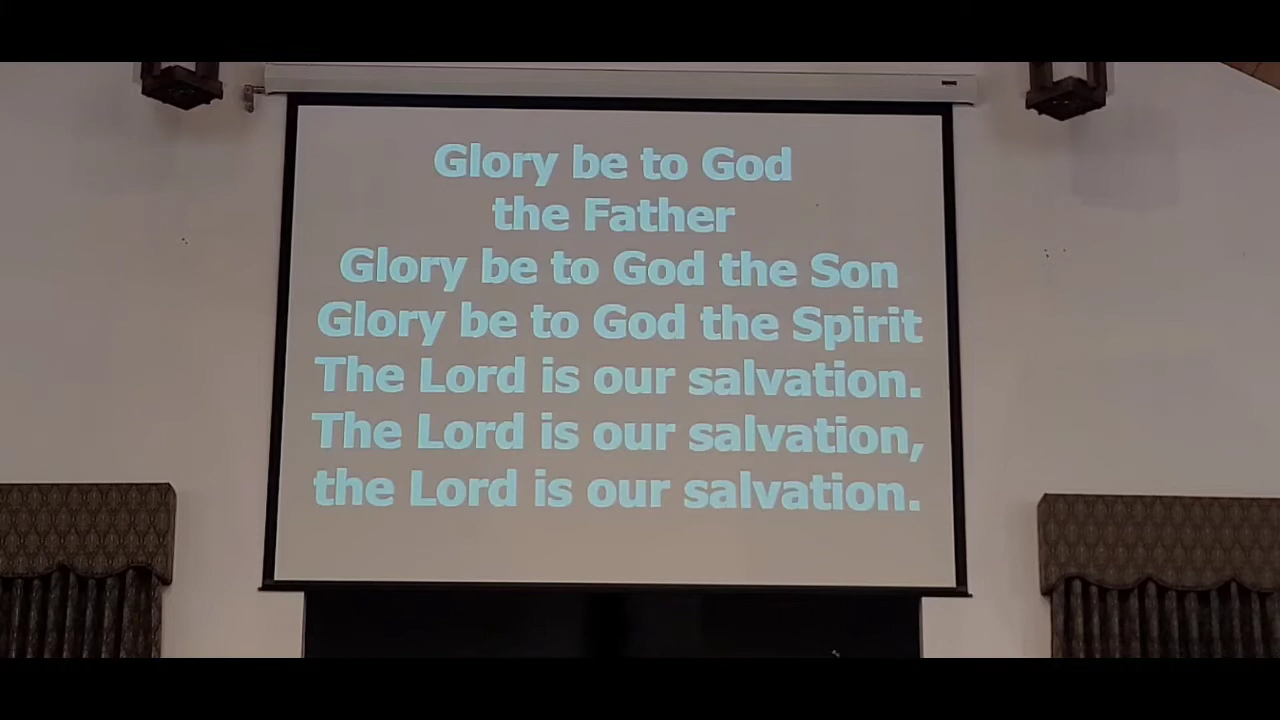 Glory be to God
the Father
Glory be to God the Son
Glory be to God the Spirit
The Lord is our salvation.
The Lord is our salvation,
the Lord is our salvation.